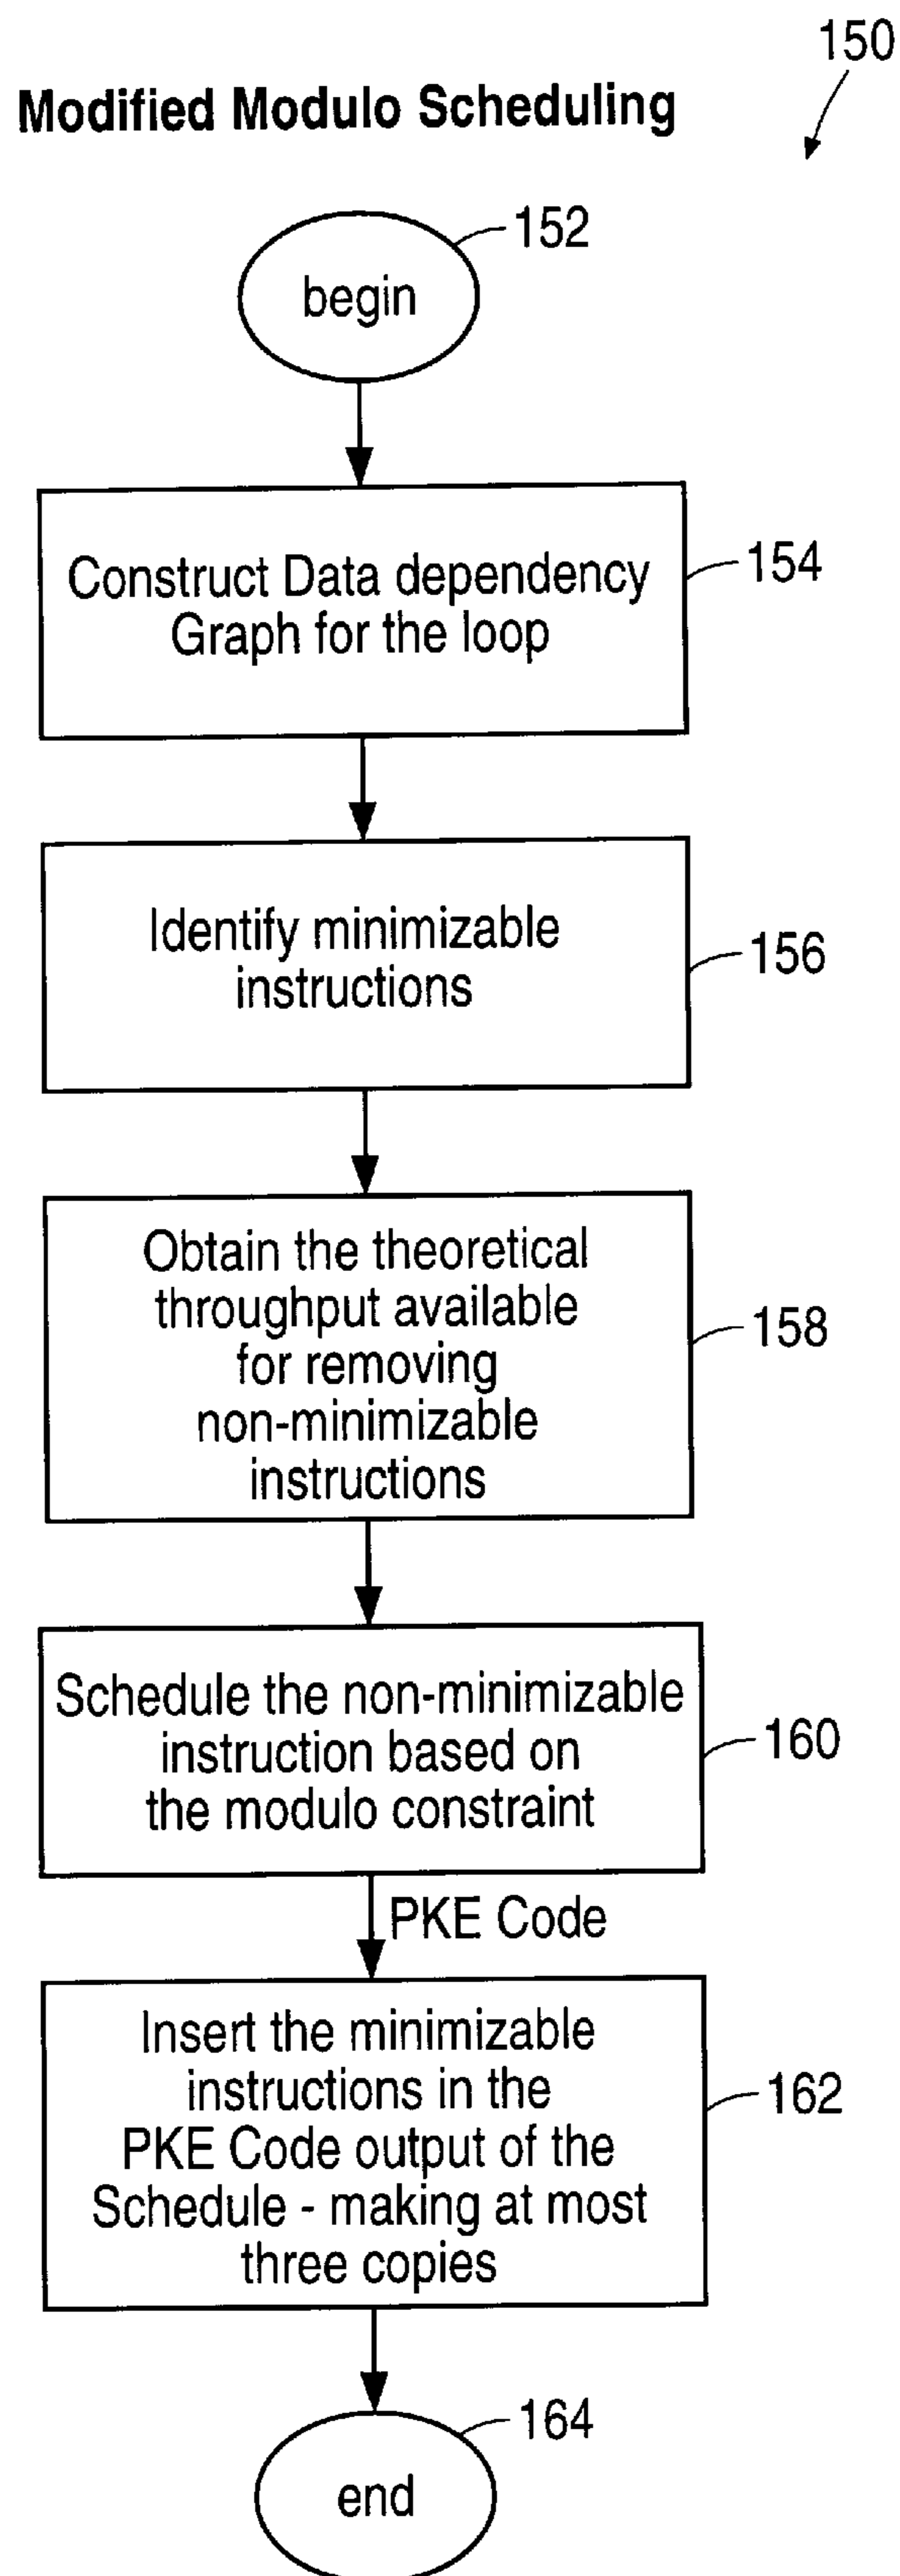 150
Modified Modulo Scheduling
152
begin
Construct Data dependency
Graph for the loop
154
Identify minimizable
instructions
156
Obtain the theoretical
throughput available
for removing
non-minimizable
instructions
158
Schedule the non-minimizable
instruction based on
the modulo constraint
160
PKE Code
Insert the minimizable
instructions in the
PKE Code output of the
Schedule - making at most
three copies
162
164
end